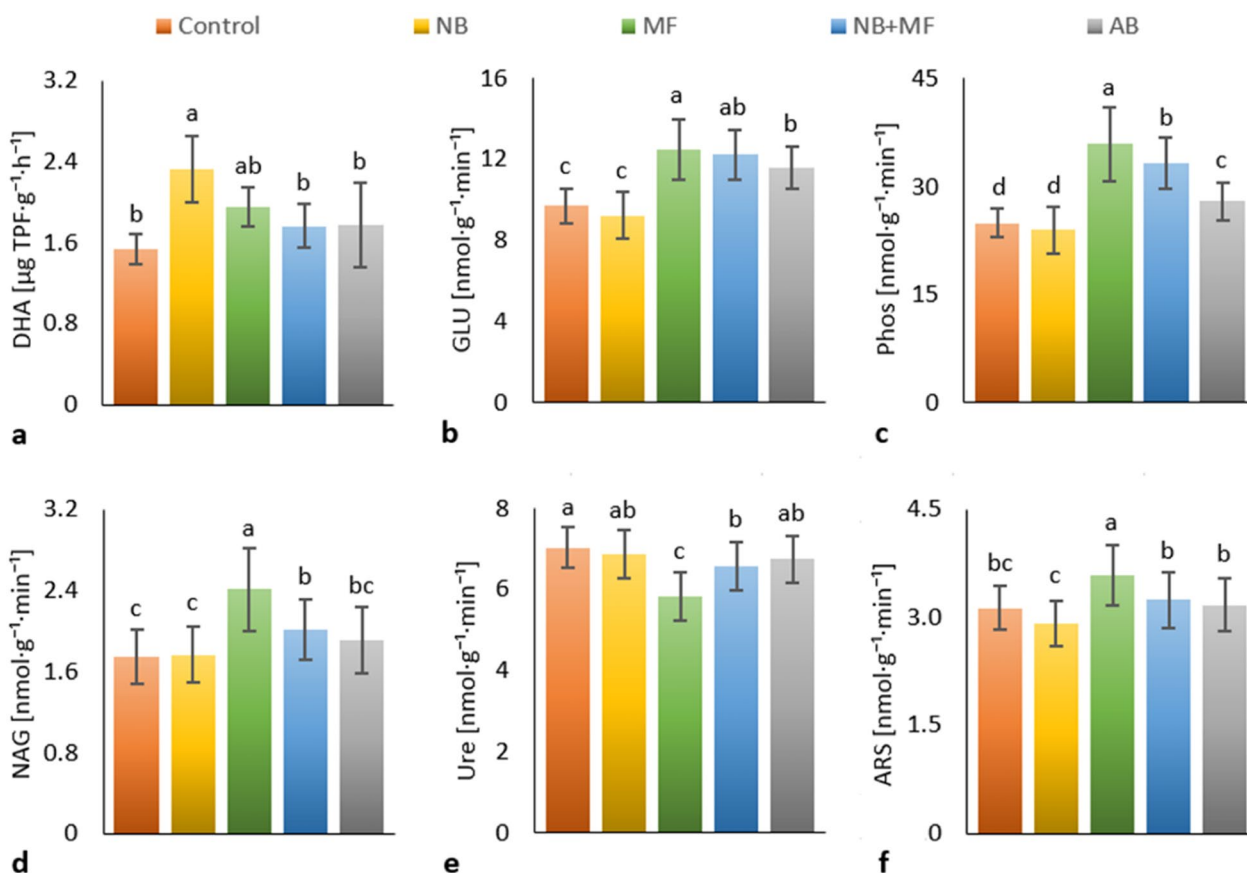 Control NB MF NB+MF AB
DHA [µg TPF·g⁻¹·h⁻¹]
3.2
2.4
1.6
0.8
0
b a ab b b
a
GLU [nmol·g⁻¹·min⁻¹]
16
12
8
4
0
c c a ab b
b
Phos [nmol·g⁻¹·min⁻¹]
45
30
15
0
d d a b c
c
NAG [nmol·g⁻¹·min⁻¹]
3.2
2.4
1.6
0.8
0
c c a b bc
d
Ure [nmol·g⁻¹·min⁻¹]
8
6
4
2
0
a ab c b ab
e
ARS [nmol·g⁻¹·min⁻¹]
4.5
3.0
1.5
0
bc c a b b
f